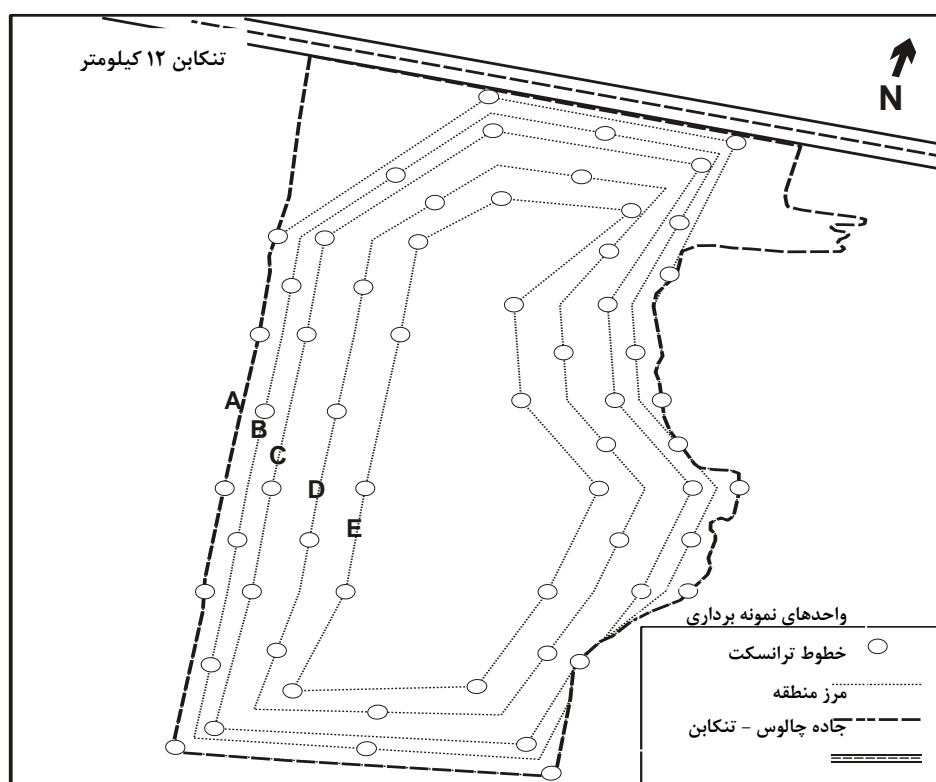 تنکابن ۱۲ کیلومتر
N
A
B
C
D
E
واحدهای نمونه برداری
خطوط ترانسکت
مرز منطقه
جاده چالوس - تنکابن